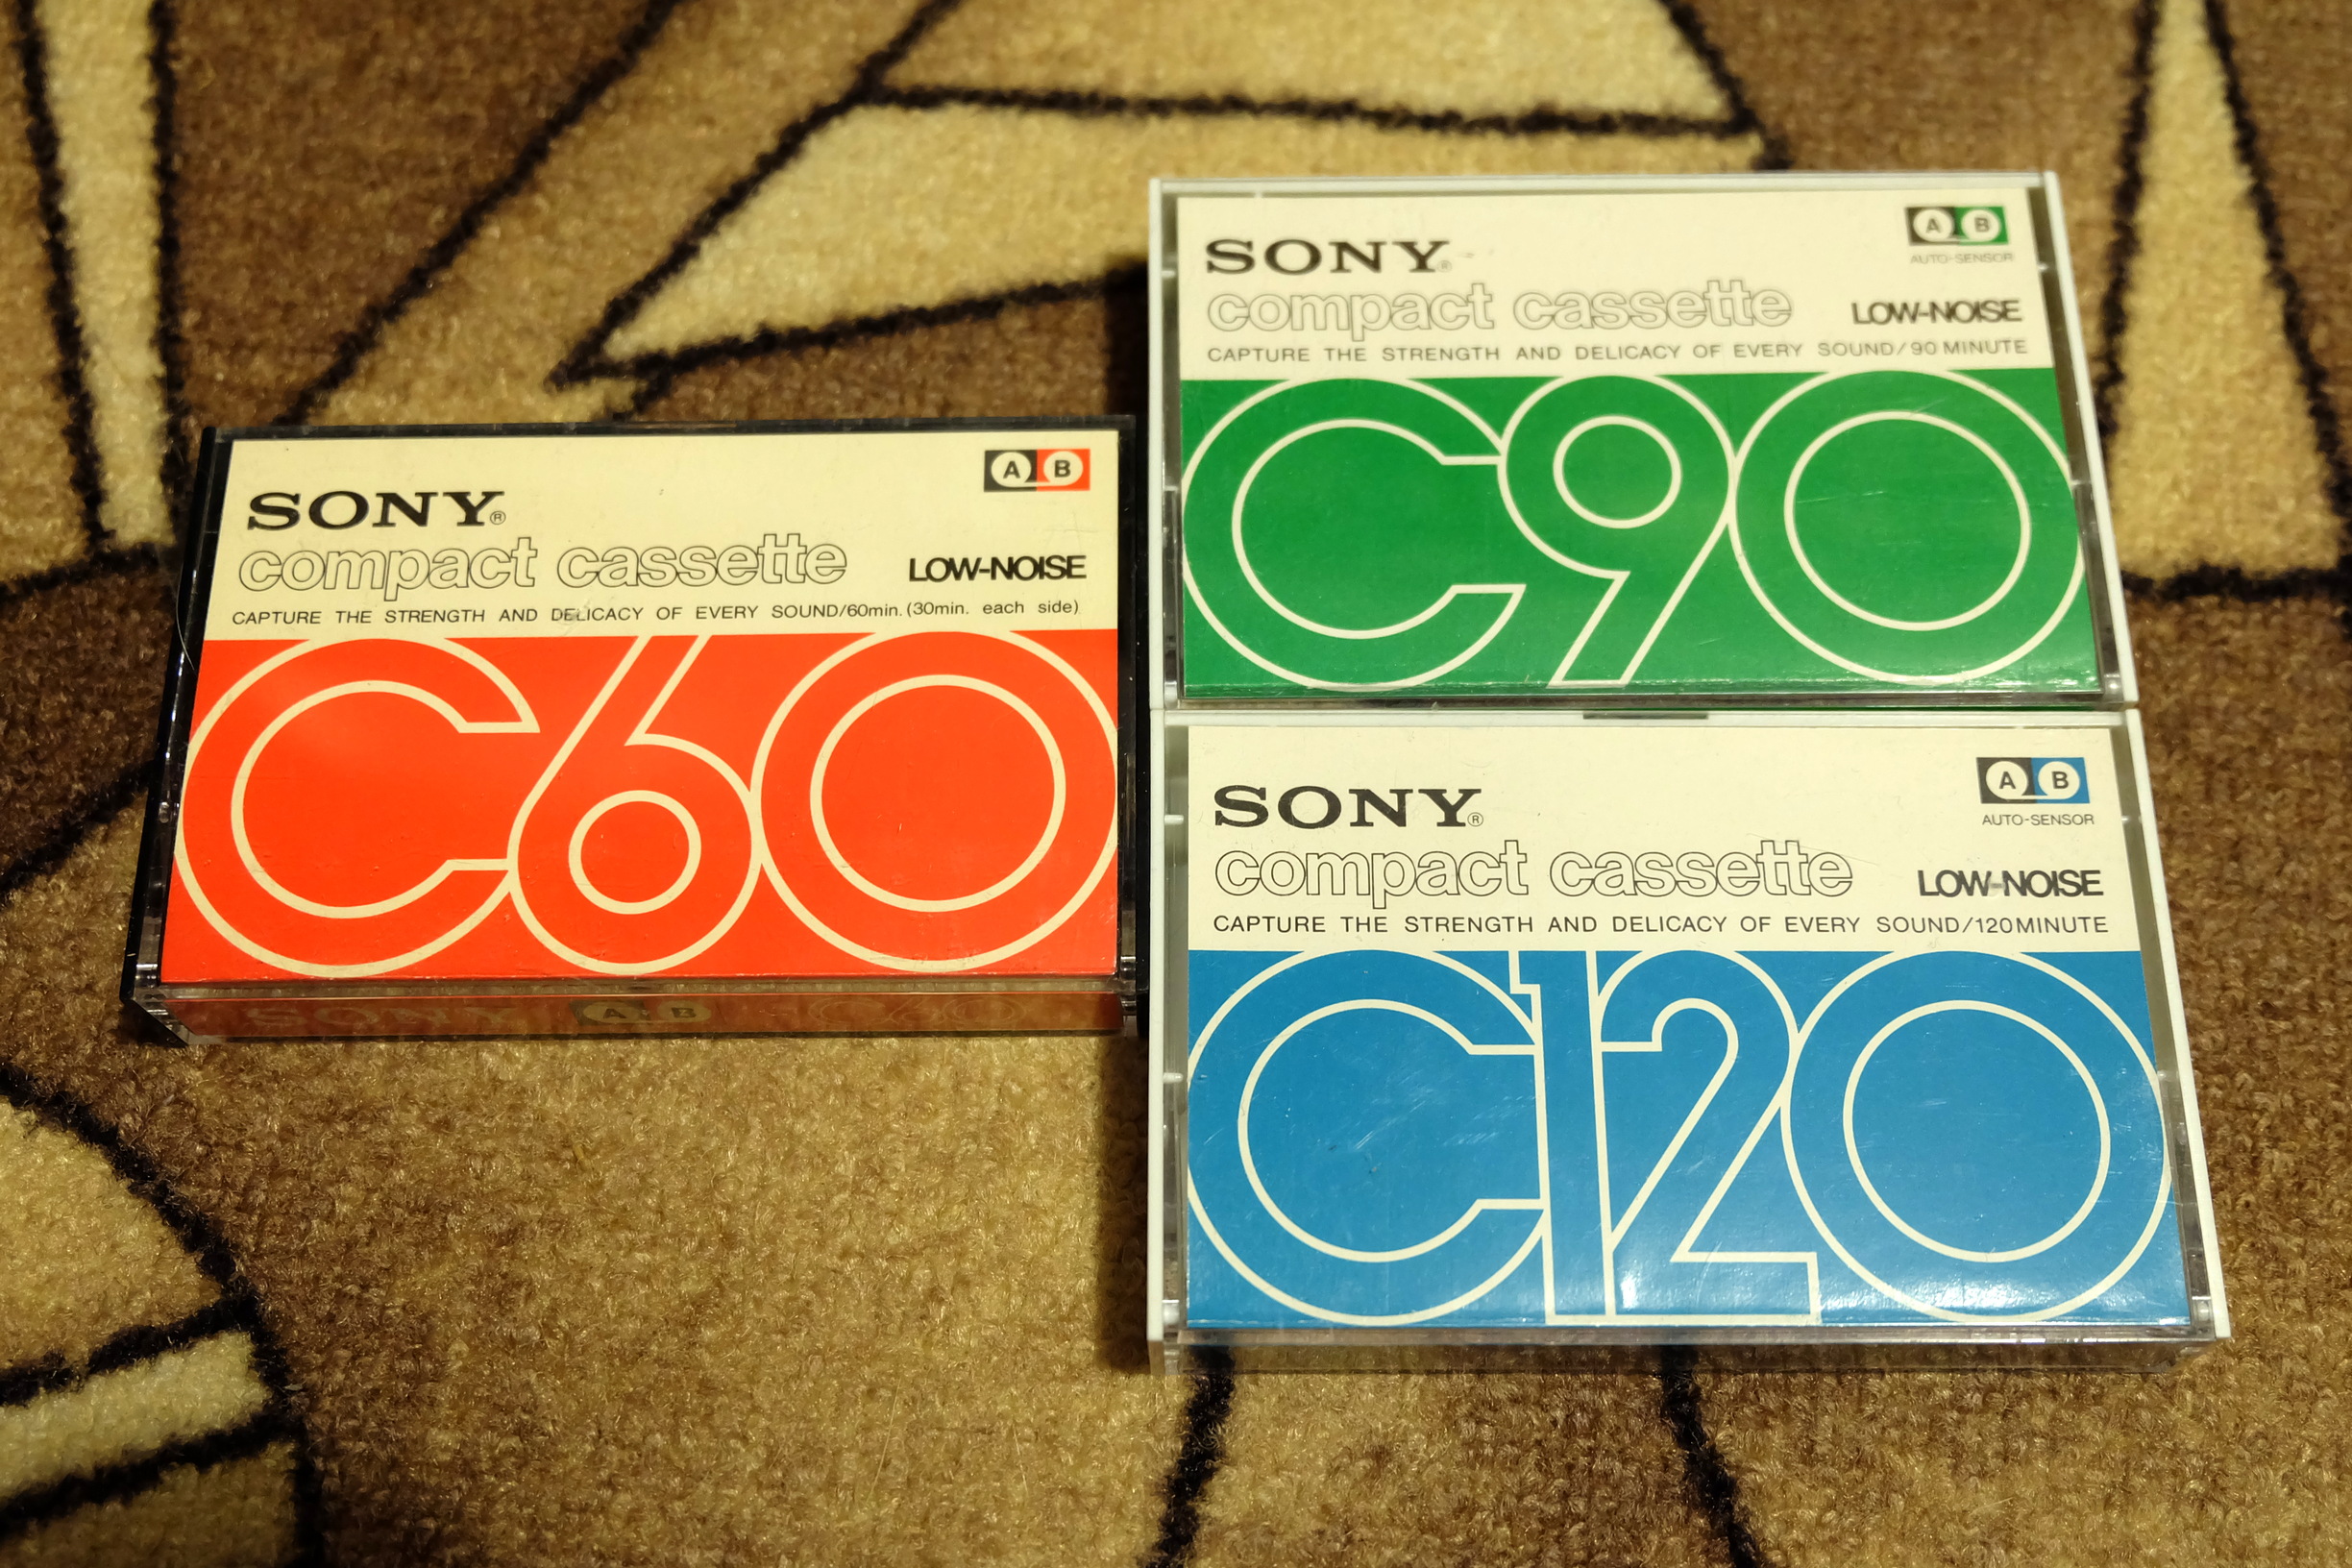 A B
SONY®
compact cassette
LOW-NOISE
CAPTURE THE STRENGTH AND DELICACY OF EVERY SOUND/60min. (30min. each side)
C60
SONY A B C60
A B
AUTO-SENSOR
SONY®
compact cassette
LOW-NOISE
CAPTURE THE STRENGTH AND DELICACY OF EVERY SOUND/90 MINUTE
C90
A B
AUTO-SENSOR
SONY®
compact cassette
LOW-NOISE
CAPTURE THE STRENGTH AND DELICACY OF EVERY SOUND/120MINUTE
C120